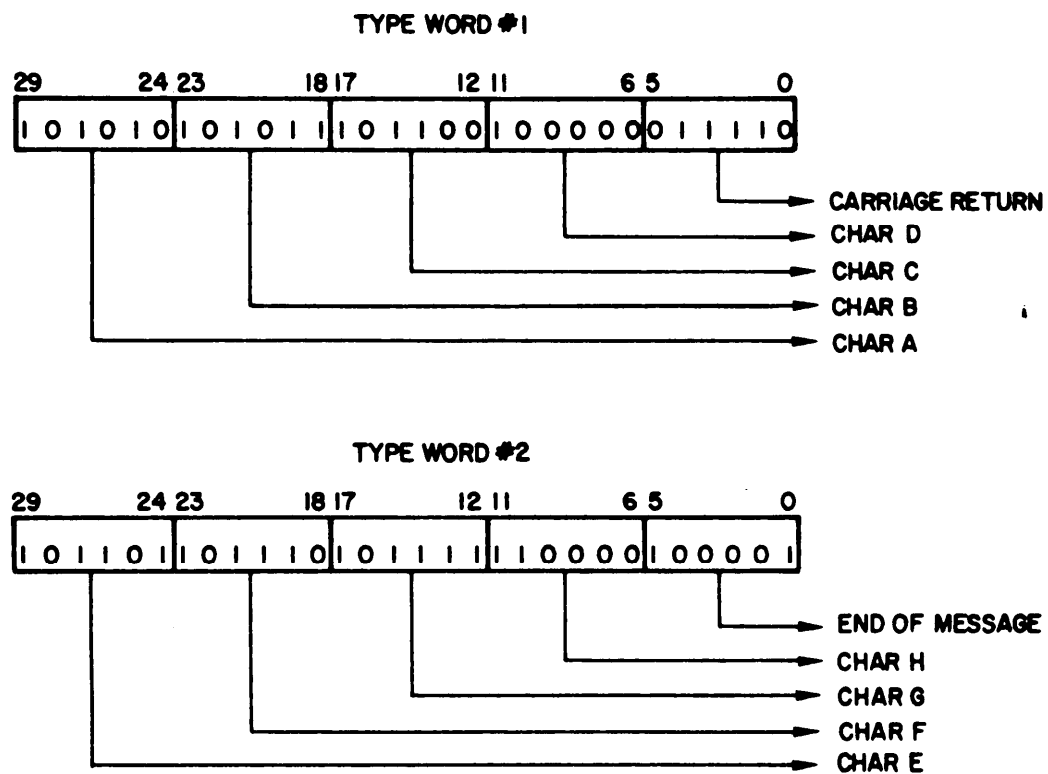 TYPE WORD #1
29 24 23 18 17 12 11 6 5 0
1 0 1 0 1 0 1 0 1 0 1 1 1 0 1 1 0 0 1 0 0 0 0 0 0 1 1 1 1 0
CARRIAGE RETURN
CHAR D
CHAR C
CHAR B
CHAR A
TYPE WORD #2
29 24 23 18 17 12 11 6 5 0
1 0 1 1 0 1 1 0 1 1 1 0 1 0 1 1 1 1 1 1 0 0 0 0 1 0 0 0 0 1
END OF MESSAGE
CHAR H
CHAR G
CHAR F
CHAR E